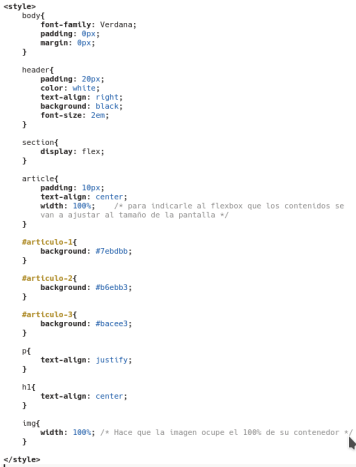 <style>
body{
font-family: Verdana;
padding: 0px;
margin: 0px;
}
header{
padding: 20px;
color: white;
text-align: right;
background: black;
font-size: 2em;
}
section{
display: flex;
}
article{
padding: 10px;
text-align: center;
width: 100%; /* para indicarle al flexbox que los contenidos se
van a ajustar al tamaño de la pantalla */
}
#articulo-1{
background: #7ebdbb;
}
#articulo-2{
background: #b6ebb3;
}
#articulo-3{
background: #bacee3;
}
p{
text-align: justify;
}
h1{
text-align: center;
}
img{
width: 100%; /* Hace que la imagen ocupe el 100% de su contenedor */
}
</style>